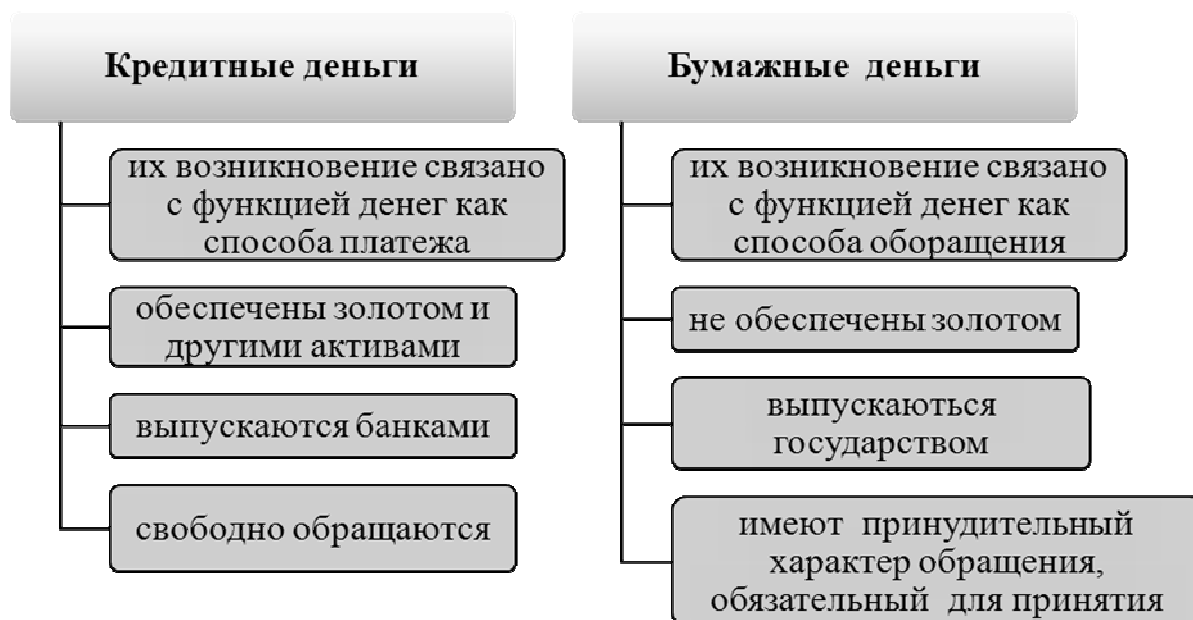 Кредитные деньги
их возникновение связано
с функцией денег как
способа платежа
обеспечены золотом и
другими активами
выпускаются банками
свободно обращаются
Бумажные деньги
их возникновение связано
с функцией денег как
способа оборащения
не обеспечены золотом
выпускаються
государством
имеют принудительный
характер обращения,
обязательный для принятия